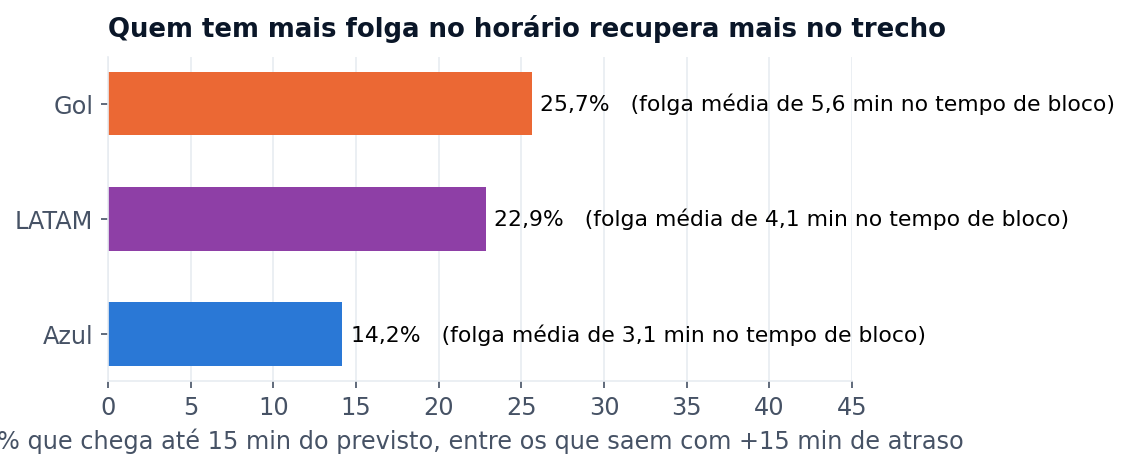 Quem tem mais folga no horário recupera mais no trecho
Gol 25,7% (folga média de 5,6 min no tempo de bloco)
LATAM 22,9% (folga média de 4,1 min no tempo de bloco)
Azul 14,2% (folga média de 3,1 min no tempo de bloco)
0 5 10 15 20 25 30 35 40 45
% que chega até 15 min do previsto, entre os que saem com +15 min de atraso